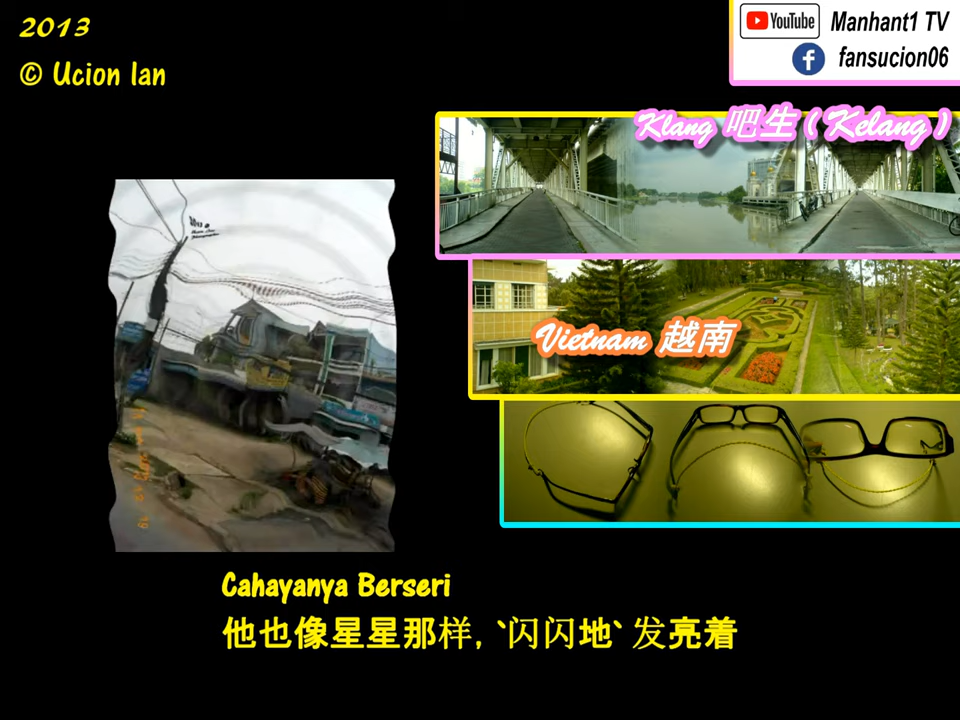 2013
© Ucion Ian
YouTube
Manhant1 TV
fansucion06
Klang 吧生 ( Kelang )
Vietnam 越南
Cahayanya Berseri
他也像星星那样, `闪闪地` 发亮着